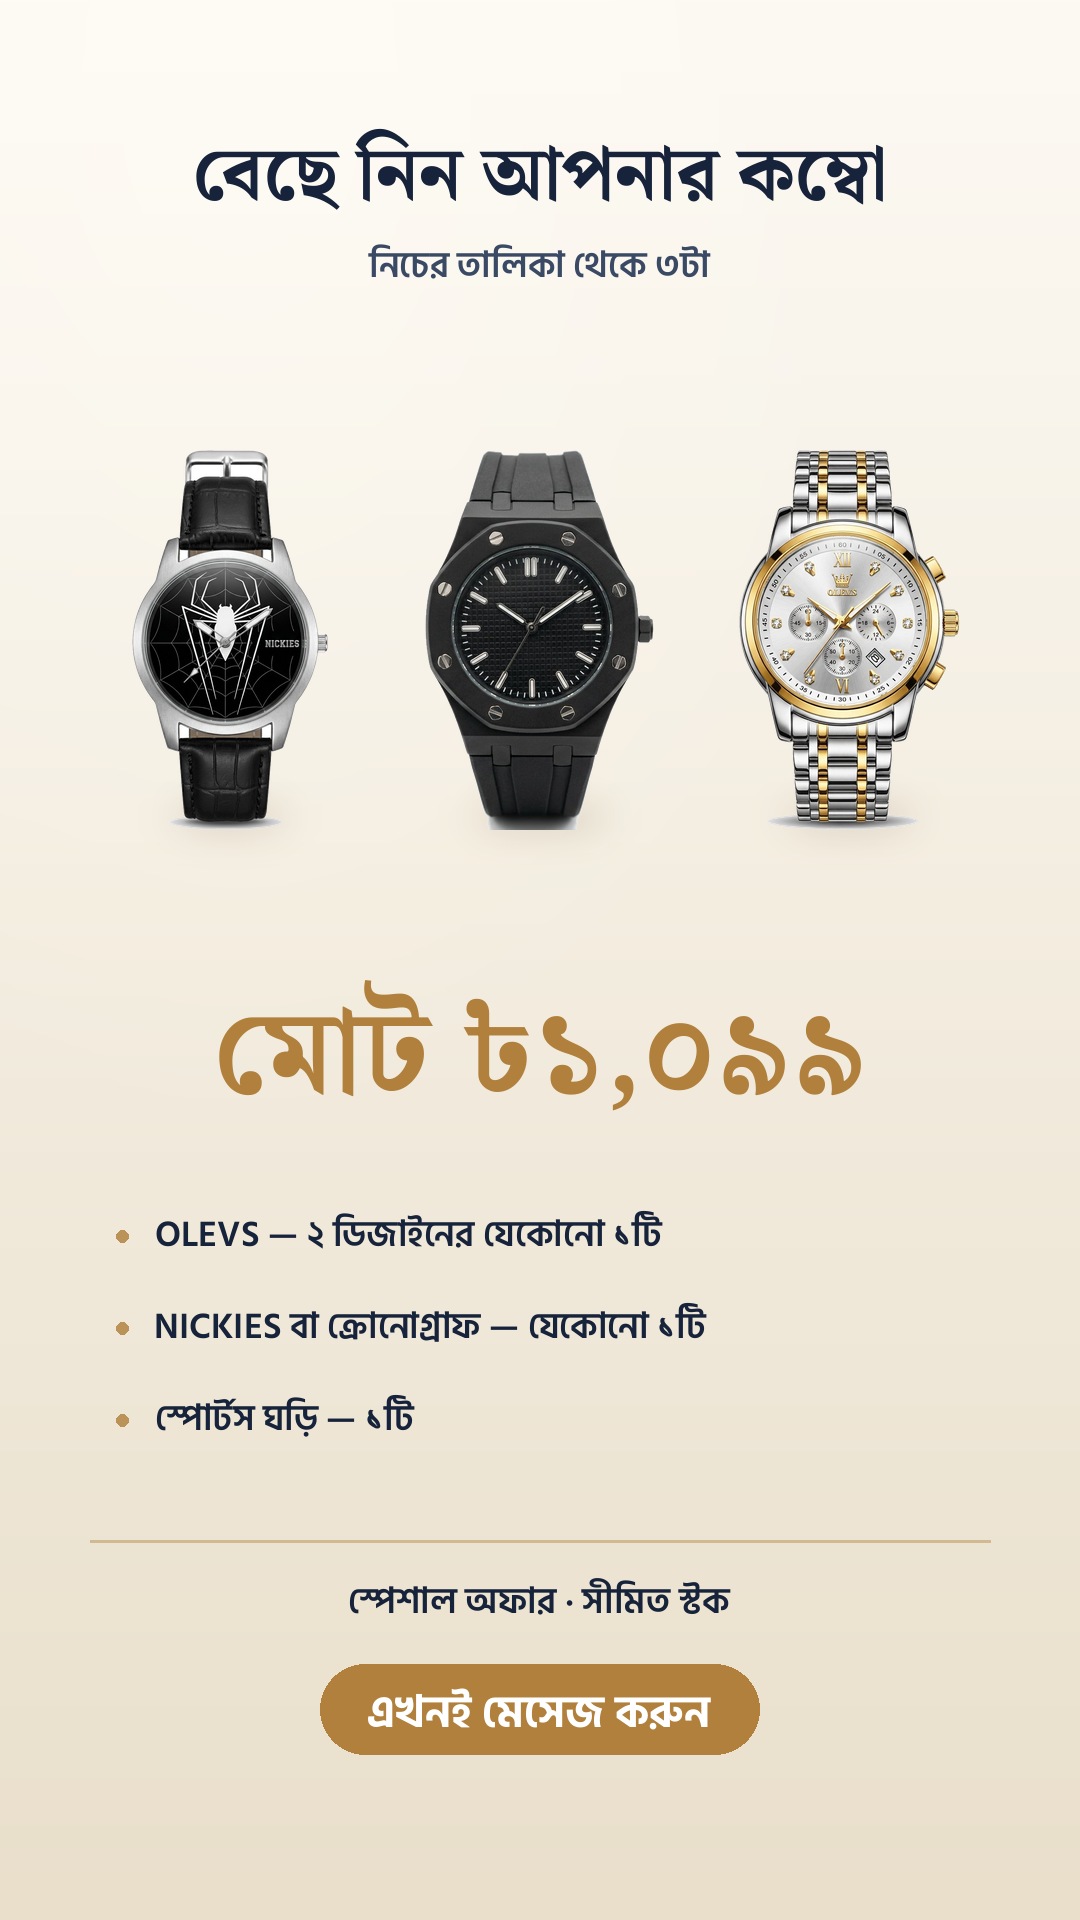 বেছে নিন আপনার কম্বো
নিচের তালিকা থেকে ৩টা
NICKIES
OLEVS
মোট ৳১,০৯৯
OLEVS — ২ ডিজাইনের যেকোনো ১টি
NICKIES বা ক্রোনোগ্রাফ — যেকোনো ১টি
স্পোর্টস ঘড়ি — ১টি
স্পেশাল অফার · সীমিত স্টক
এখনই মেসেজ করুন